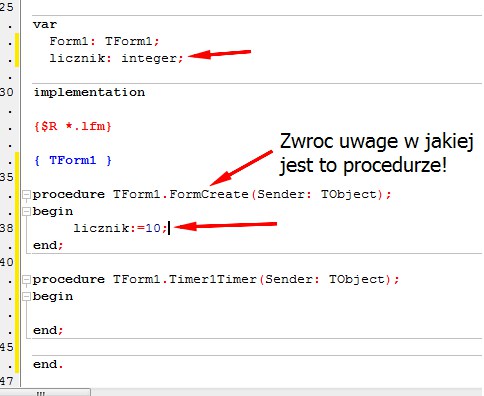 25
.
. var
. Form1: TForm1;
. licznik: integer;
.
30 implementation
.
. {$R *.lfm}
.
. { TForm1 }
35
. procedure TForm1.FormCreate(Sender: TObject);
. begin
38 licznik:=10;
. end;
40
. procedure TForm1.Timer1Timer(Sender: TObject);
. begin
.
. end;
45
. end.
47
Zwroc uwage w jakiej
jest to procedurze!